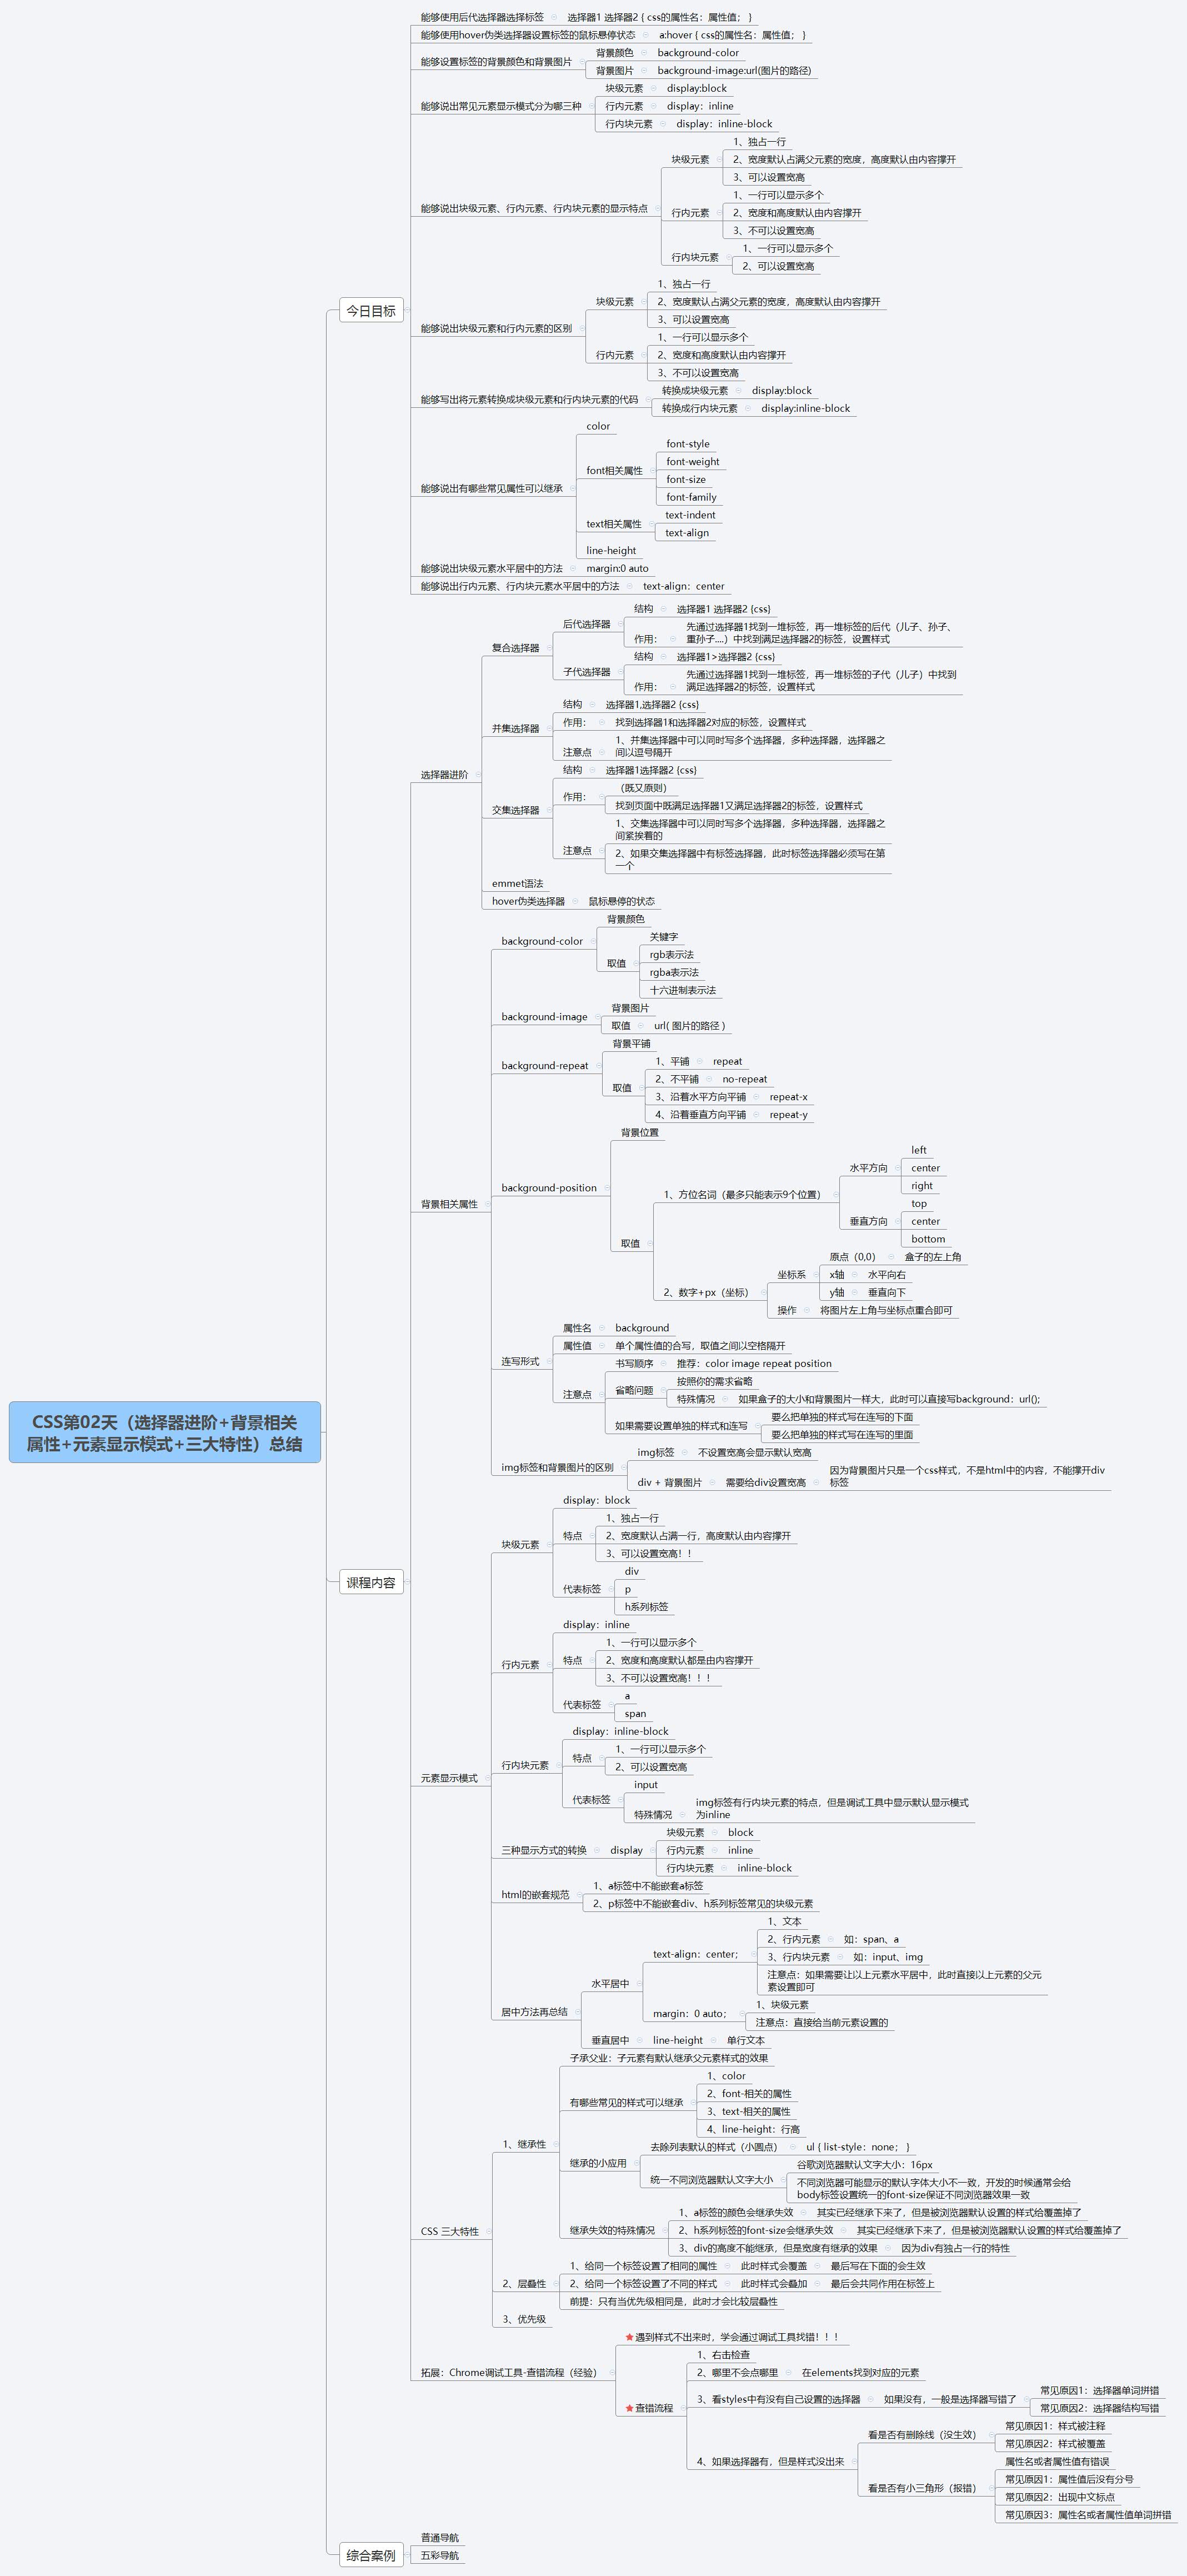 CSS第02天（选择器进阶+背景相关
属性+元素显示模式+三大特性）总结
今日目标
能够使用后代选择器选择标签
选择器1 选择器2 { css的属性名：属性值； }
能够使用hover伪类选择器设置标签的鼠标悬停状态
a:hover { css的属性名：属性值； }
能够设置标签的背景颜色和背景图片
背景颜色
background-color
背景图片
background-image:url(图片的路径)
能够说出常见元素显示模式分为哪三种
块级元素
display:block
行内元素
display：inline
行内块元素
display：inline-block
能够说出块级元素、行内元素、行内块元素的显示特点
块级元素
1、独占一行
2、宽度默认占满父元素的宽度，高度默认由内容撑开
3、可以设置宽高
行内元素
1、一行可以显示多个
2、宽度和高度默认由内容撑开
3、不可以设置宽高
行内块元素
1、一行可以显示多个
2、可以设置宽高
能够说出块级元素和行内元素的区别
块级元素
1、独占一行
2、宽度默认占满父元素的宽度，高度默认由内容撑开
3、可以设置宽高
行内元素
1、一行可以显示多个
2、宽度和高度默认由内容撑开
3、不可以设置宽高
能够写出将元素转换成块级元素和行内块元素的代码
转换成块级元素
display:block
转换成行内块元素
display:inline-block
能够说出有哪些常见属性可以继承
color
font相关属性
font-style
font-weight
font-size
font-family
text相关属性
text-indent
text-align
line-height
能够说出块级元素水平居中的方法
margin:0 auto
能够说出行内元素、行内块元素水平居中的方法
text-align：center
课程内容
选择器进阶
复合选择器
后代选择器
结构
选择器1 选择器2 {css}
作用：
先通过选择器1找到一堆标签，再一堆标签的后代（儿子、孙子、
重孙子....）中找到满足选择器2的标签，设置样式
子代选择器
结构
选择器1>选择器2 {css}
作用：
先通过选择器1找到一堆标签，再一堆标签的子代（儿子）中找到
满足选择器2的标签，设置样式
并集选择器
结构
选择器1,选择器2 {css}
作用：
找到选择器1和选择器2对应的标签，设置样式
注意点
1、并集选择器中可以同时写多个选择器，多种选择器，选择器之
间以逗号隔开
交集选择器
结构
选择器1选择器2 {css}
作用：
（既又原则）
找到页面中既满足选择器1又满足选择器2的标签，设置样式
注意点
1、交集选择器中可以同时写多个选择器，多种选择器，选择器之
间紧挨着的
2、如果交集选择器中有标签选择器，此时标签选择器必须写在第
一个
emmet语法
hover伪类选择器
鼠标悬停的状态
背景相关属性
background-color
背景颜色
取值
关键字
rgb表示法
rgba表示法
十六进制表示法
background-image
背景图片
取值
url( 图片的路径 )
background-repeat
背景平铺
取值
1、平铺
repeat
2、不平铺
no-repeat
3、沿着水平方向平铺
repeat-x
4、沿着垂直方向平铺
repeat-y
background-position
背景位置
取值
1、方位名词（最多只能表示9个位置）
水平方向
left
center
right
垂直方向
top
center
bottom
2、数字+px（坐标）
坐标系
原点（0,0）
盒子的左上角
x轴
水平向右
y轴
垂直向下
操作
将图片左上角与坐标点重合即可
连写形式
属性名
background
属性值
单个属性值的合写，取值之间以空格隔开
注意点
书写顺序
推荐：color image repeat position
省略问题
按照你的需求省略
特殊情况
如果盒子的大小和背景图片一样大，此时可以直接写background：url();
如果需要设置单独的样式和连写
要么把单独的样式写在连写的下面
要么把单独的样式写在连写的里面
img标签和背景图片的区别
img标签
不设置宽高会显示默认宽高
div + 背景图片
需要给div设置宽高
因为背景图片只是一个css样式，不是html中的内容，不能撑开div
标签
元素显示模式
块级元素
display：block
特点
1、独占一行
2、宽度默认占满一行，高度默认由内容撑开
3、可以设置宽高！！
代表标签
div
p
h系列标签
行内元素
display：inline
特点
1、一行可以显示多个
2、宽度和高度默认都是由内容撑开
3、不可以设置宽高！！！
代表标签
a
span
行内块元素
display：inline-block
特点
1、一行可以显示多个
2、可以设置宽高
代表标签
input
特殊情况
img标签有行内块元素的特点，但是调试工具中显示默认显示模式
为inline
三种显示方式的转换
display
块级元素
block
行内元素
inline
行内块元素
inline-block
html的嵌套规范
1、a标签中不能嵌套a标签
2、p标签中不能嵌套div、h系列标签常见的块级元素
居中方法再总结
水平居中
text-align：center；
1、文本
2、行内元素
如：span、a
3、行内块元素
如：input、img
注意点：如果需要让以上元素水平居中，此时直接以上元素的父元
素设置即可
margin：0 auto；
1、块级元素
注意点：直接给当前元素设置的
垂直居中
line-height
单行文本
CSS 三大特性
1、继承性
子承父业：子元素有默认继承父元素样式的效果
有哪些常见的样式可以继承
1、color
2、font-相关的属性
3、text-相关的属性
4、line-height：行高
继承的小应用
去除列表默认的样式（小圆点）
ul { list-style：none； }
统一不同浏览器默认文字大小
谷歌浏览器默认文字大小：16px
不同浏览器可能显示的默认字体大小不一致，开发的时候通常会给
body标签设置统一的font-size保证不同浏览器效果一致
继承失效的特殊情况
1、a标签的颜色会继承失效
其实已经继承下来了，但是被浏览器默认设置的样式给覆盖掉了
2、h系列标签的font-size会继承失效
其实已经继承下来了，但是被浏览器默认设置的样式给覆盖掉了
3、div的高度不能继承，但是宽度有继承的效果
因为div有独占一行的特性
2、层叠性
1、给同一个标签设置了相同的属性
此时样式会覆盖
最后写在下面的会生效
2、给同一个标签设置了不同的样式
此时样式会叠加
最后会共同作用在标签上
前提：只有当优先级相同是，此时才会比较层叠性
3、优先级
拓展：Chrome调试工具-查错流程（经验）
遇到样式不出来时，学会通过调试工具找错！！！
查错流程
1、右击检查
2、哪里不会点哪里
在elements找到对应的元素
3、看styles中有没有自己设置的选择器
如果没有，一般是选择器写错了
常见原因1：选择器单词拼错
常见原因2：选择器结构写错
4、如果选择器有，但是样式没出来
看是否有删除线（没生效）
常见原因1：样式被注释
常见原因2：样式被覆盖
看是否有小三角形（报错）
属性名或者属性值有错误
常见原因1：属性值后没有分号
常见原因2：出现中文标点
常见原因3：属性名或者属性值单词拼错
综合案例
普通导航
五彩导航